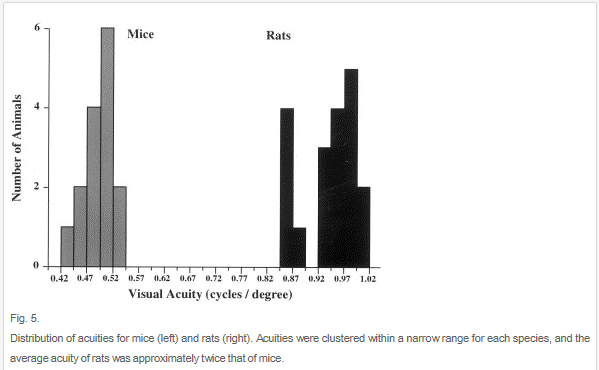 6
Mice
Rats
4
2
0
Number of Animals
0.42 0.47 0.52 0.57 0.62 0.67 0.72 0.77 0.82 0.87 0.92 0.97 1.02
Visual Acuity (cycles / degree)
Fig. 5.
Distribution of acuities for mice (left) and rats (right). Acuities were clustered within a narrow range for each species, and the
average acuity of rats was approximately twice that of mice.